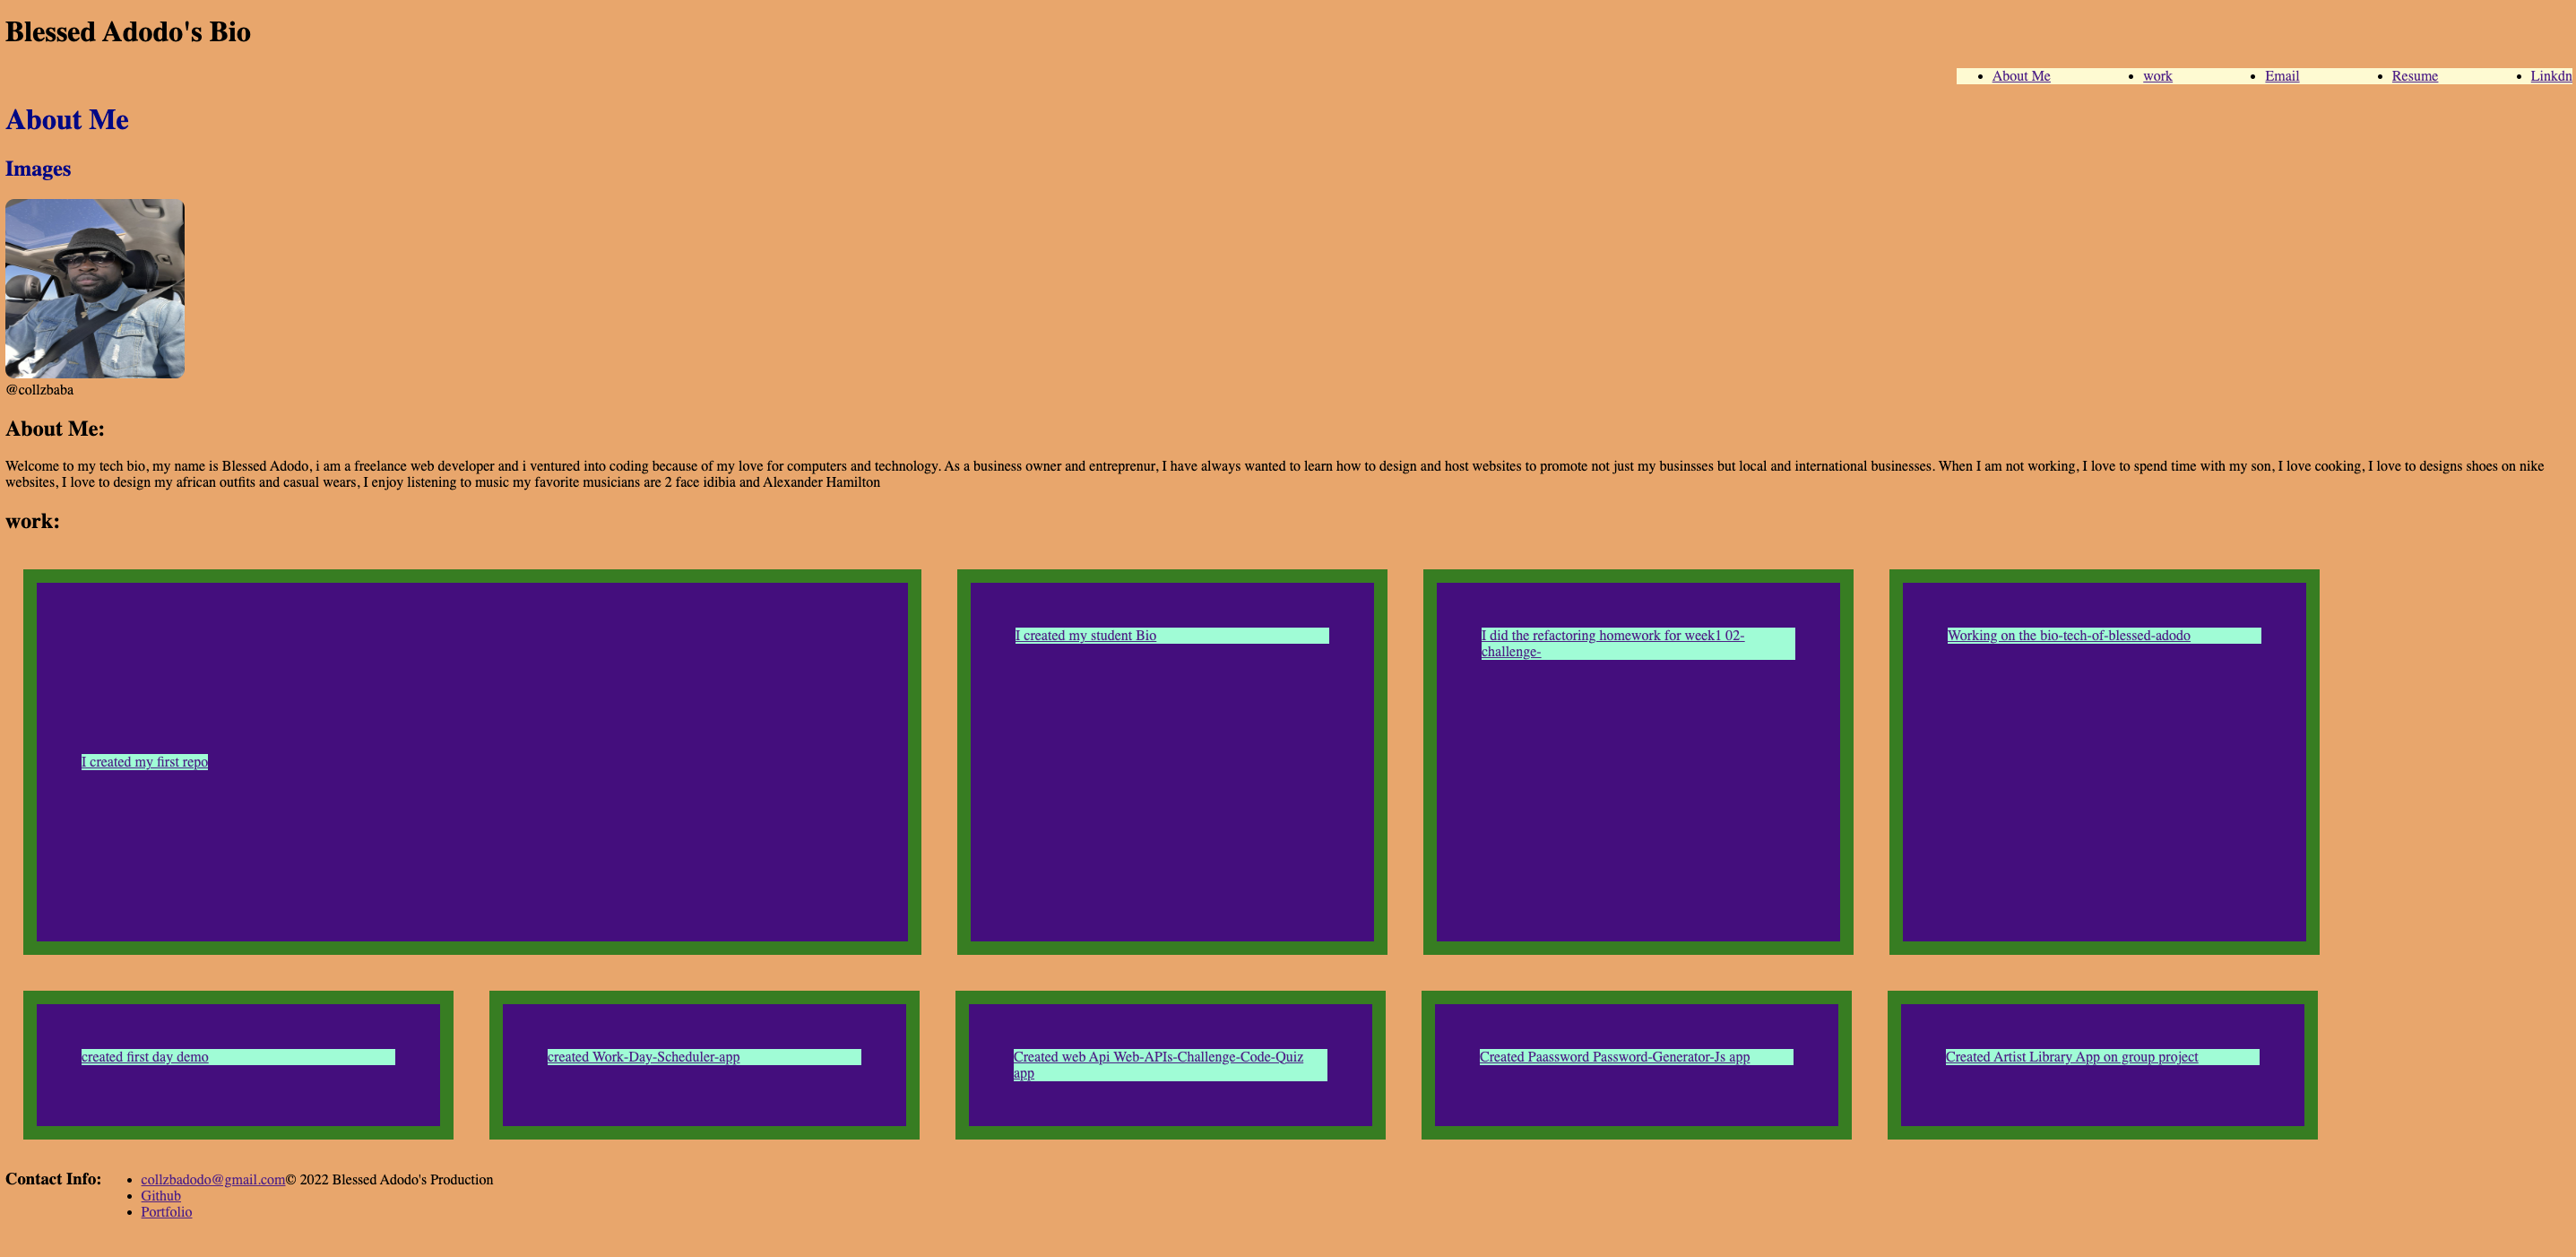 Blessed Adodo's Bio
About Me
work
Email
Resume
Linkdn
About Me
Images
@collzbaba
About Me:
Welcome to my tech bio, my name is Blessed Adodo, i am a freelance web developer and i ventured into coding because of my love for computers and technology. As a business owner and entreprenur, I have always wanted to learn how to design and host websites to promote not just my businsses but local and international businesses. When I am not working, I love to spend time with my son, I love cooking, I love to designs shoes on nike
websites, I love to design my african outfits and casual wears, I enjoy listening to music my favorite musicians are 2 face idibia and Alexander Hamilton
work:
I created my first repo
I created my student Bio
I did the refactoring homework for week1 02-
challenge-
Working on the bio-tech-of-blessed-adodo
created first day demo
created Work-Day-Scheduler-app
Created web Api Web-APIs-Challenge-Code-Quiz
app
Created Paassword Password-Generator-Js app
Created Artist Library App on group project
Contact Info:
collzbadodo@gmail.com© 2022 Blessed Adodo's Production
Github
Portfolio